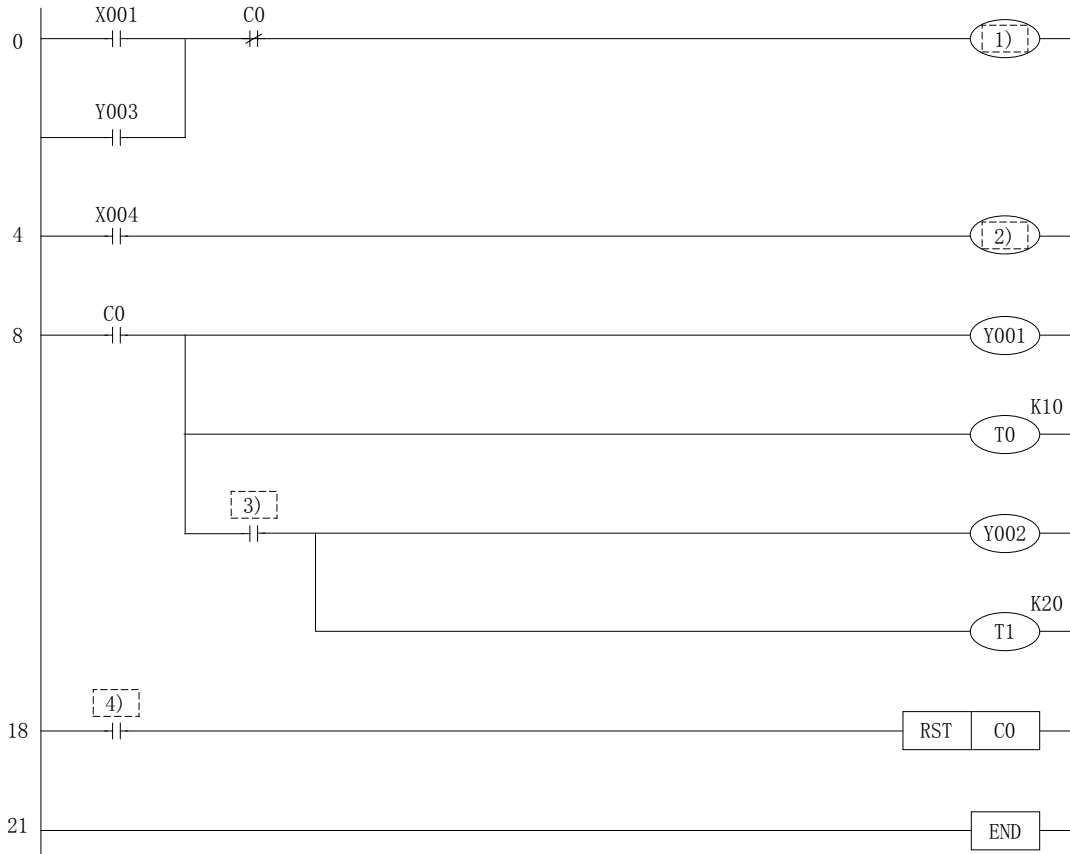 X001 C0
0 1)
Y003
X004
4 2)
C0
8 Y001
K10
T0
3)
Y002
K20
T1
4)
18 RST C0
21 END